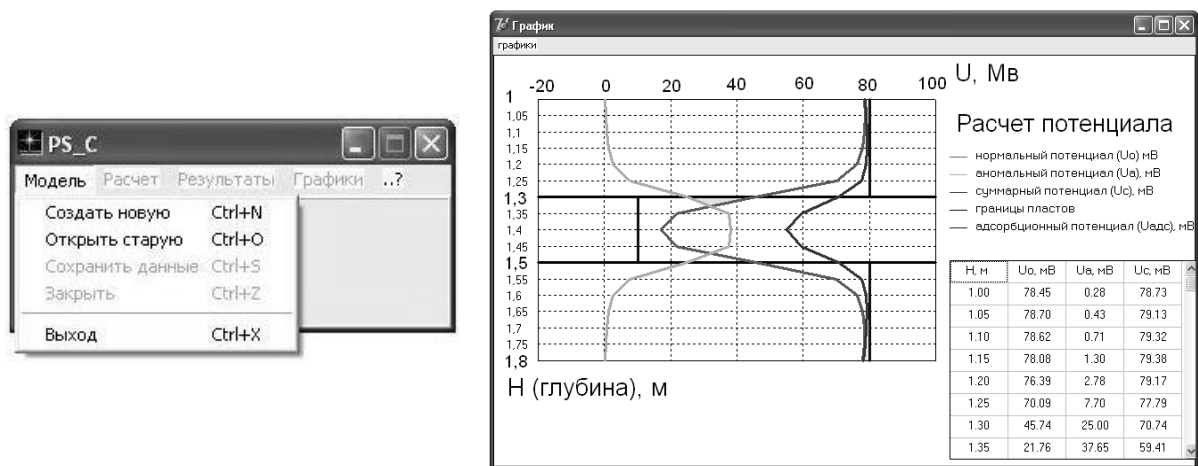 PS_C
Модель Расчет Результаты Графики ..?
Создать новую Ctrl+N
Открыть старую Ctrl+O
Сохранить данные Ctrl+S
Закрыть Ctrl+Z
Выход Ctrl+X
График
графики
-20 0 20 40 60 80 100 U, Мв
1
1,05
1,1
1,15
1,2
1,25
1,3
1,35
1,4
1,45
1,5
1,55
1,6
1,65
1,7
1,75
1,8
H (глубина), м
Расчет потенциала
нормальный потенциал (Uo) мВ
аномальный потенциал (Ua), мВ
суммарный потенциал (Uc), мВ
границы пластов
адсорбционный потенциал (Uадс), мВ
H, м Uo, мВ Ua, мВ Uc, мВ
1.00 78.45 0.28 78.73
1.05 78.70 0.43 79.13
1.10 78.62 0.71 79.32
1.15 78.08 1.30 79.38
1.20 76.39 2.78 79.17
1.25 70.09 7.70 77.79
1.30 45.74 25.00 70.74
1.35 21.76 37.65 59.41